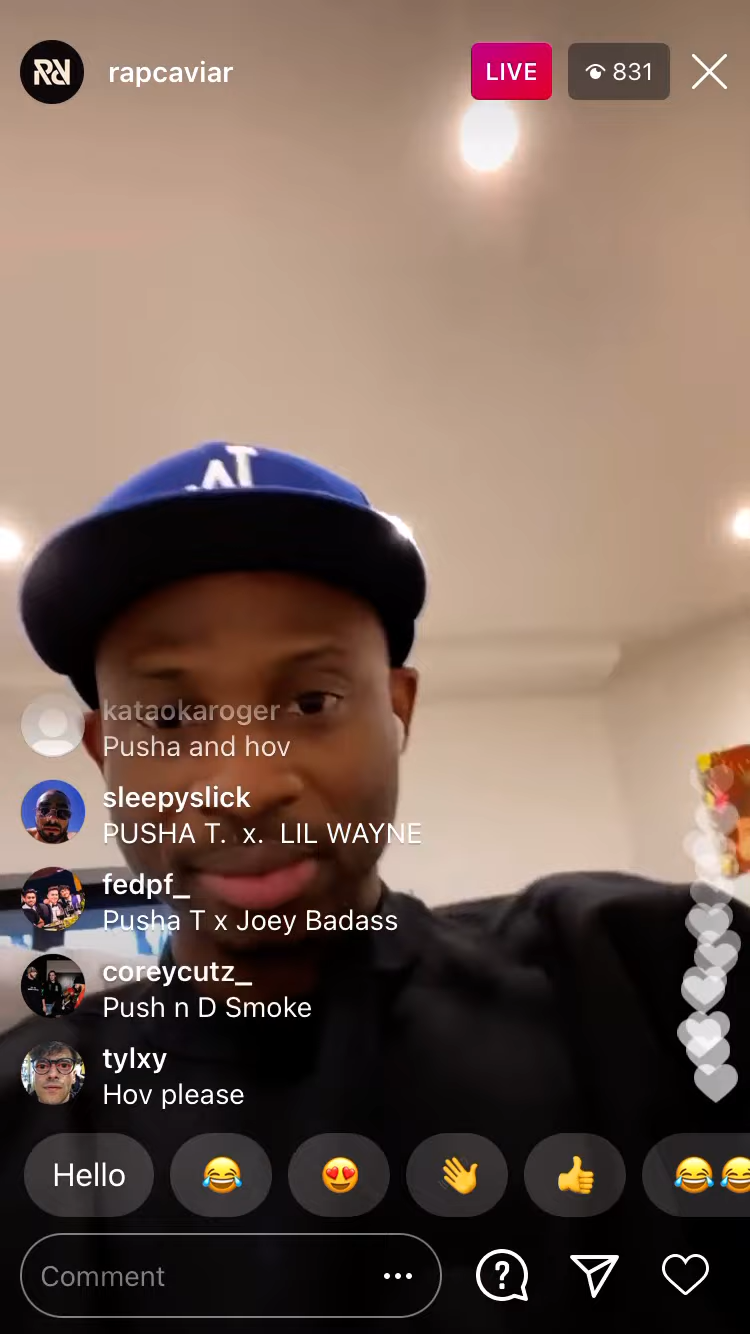 rapcaviar
LIVE
831
kataokaroger
Pusha and hov
sleepyslick
PUSHA T. x. LIL WAYNE
fedpf_
Pusha T x Joey Badass
coreycutz_
Push n D Smoke
tylxy
Hov please
Hello
Comment